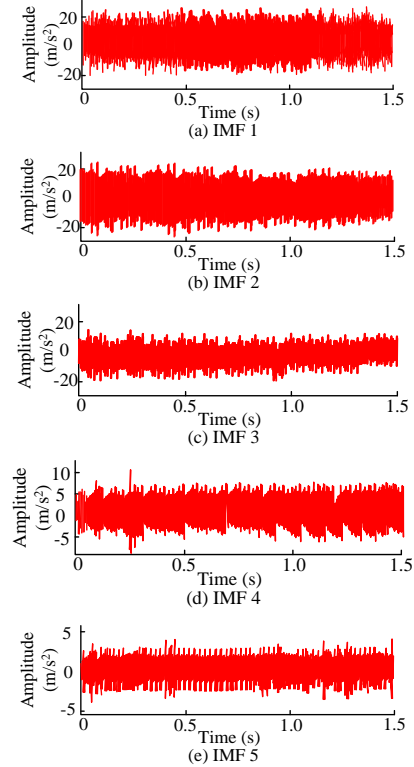 Amplitude
(m/s²)
20
0
-20
0 0.5 1.0 1.5
Time (s)
(a) IMF 1
Amplitude
(m/s²)
20
0
-20
0 0.5 1.0 1.5
Time (s)
(b) IMF 2
Amplitude
(m/s²)
20
0
-20
0 0.5 1.0 1.5
Time (s)
(c) IMF 3
Amplitude
(m/s²)
10
5
0
-5
0 0.5 1.0 1.5
Time (s)
(d) IMF 4
Amplitude
(m/s²)
5
0
-5
0 0.5 1.0 1.5
Time (s)
(e) IMF 5